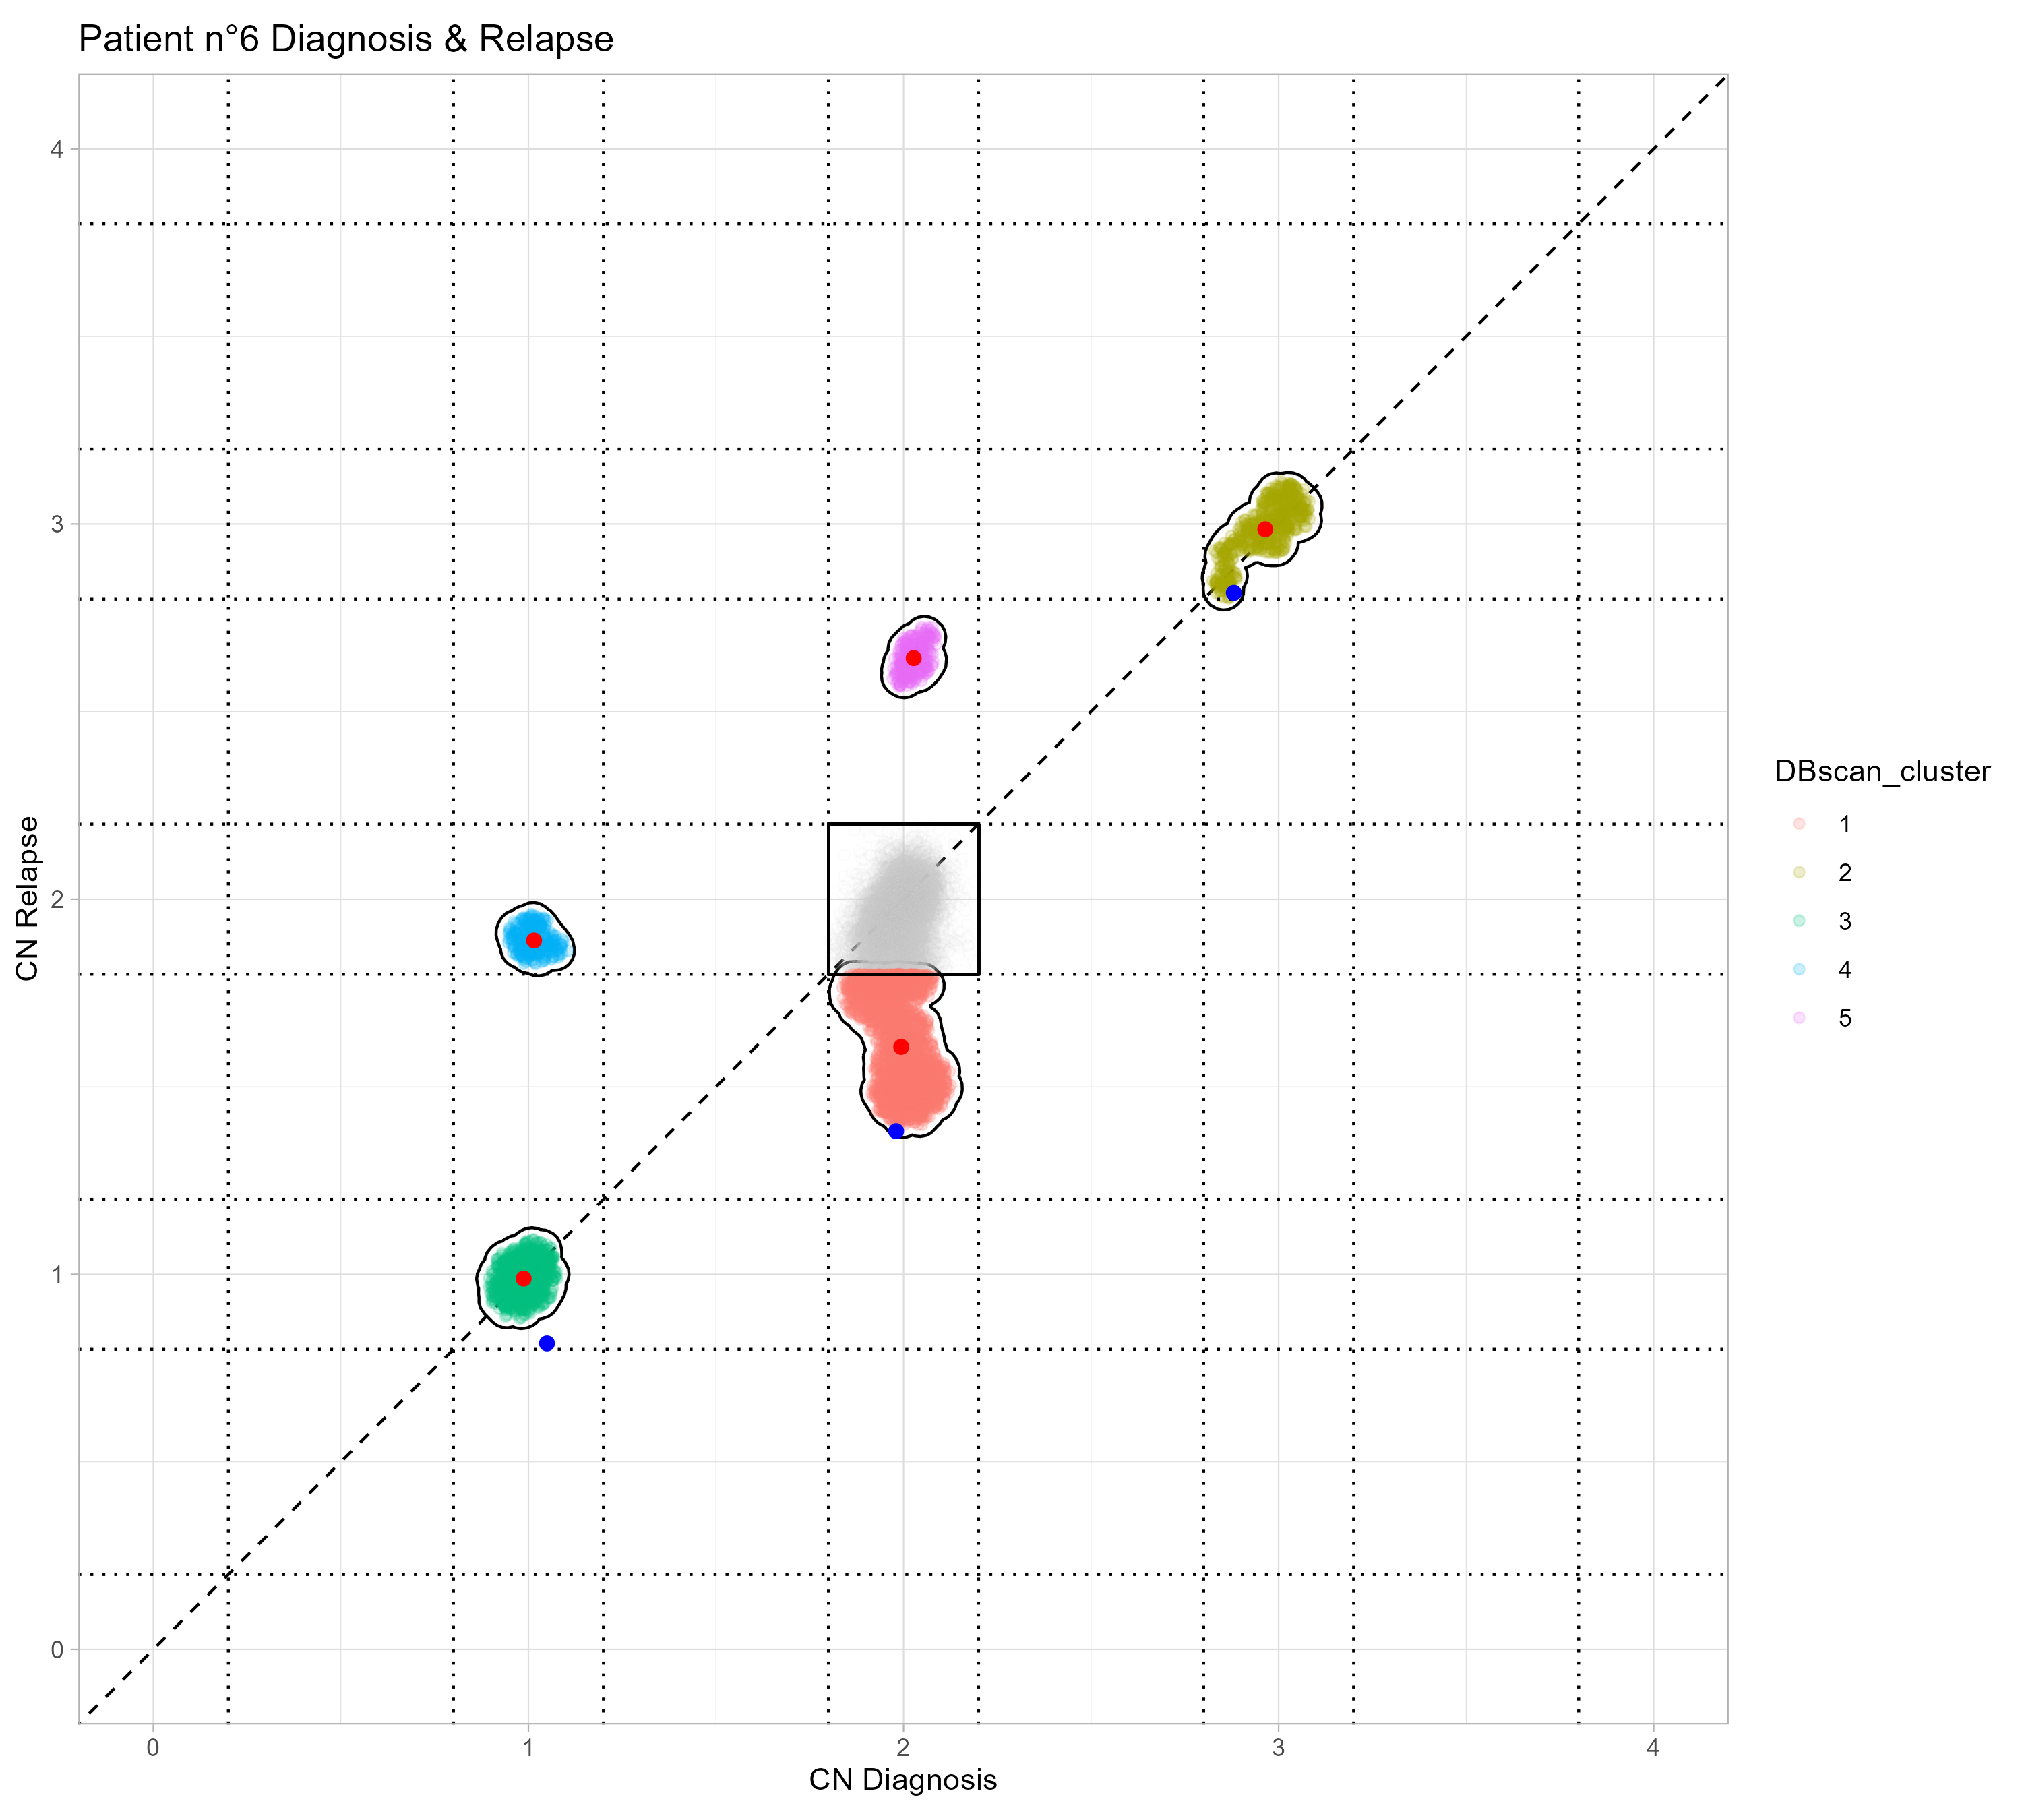 Patient n°6 Diagnosis & Relapse
CN Relapse
4
3
2
1
0
0 1 2 3 4
CN Diagnosis
DBscan_cluster
1
2
3
4
5